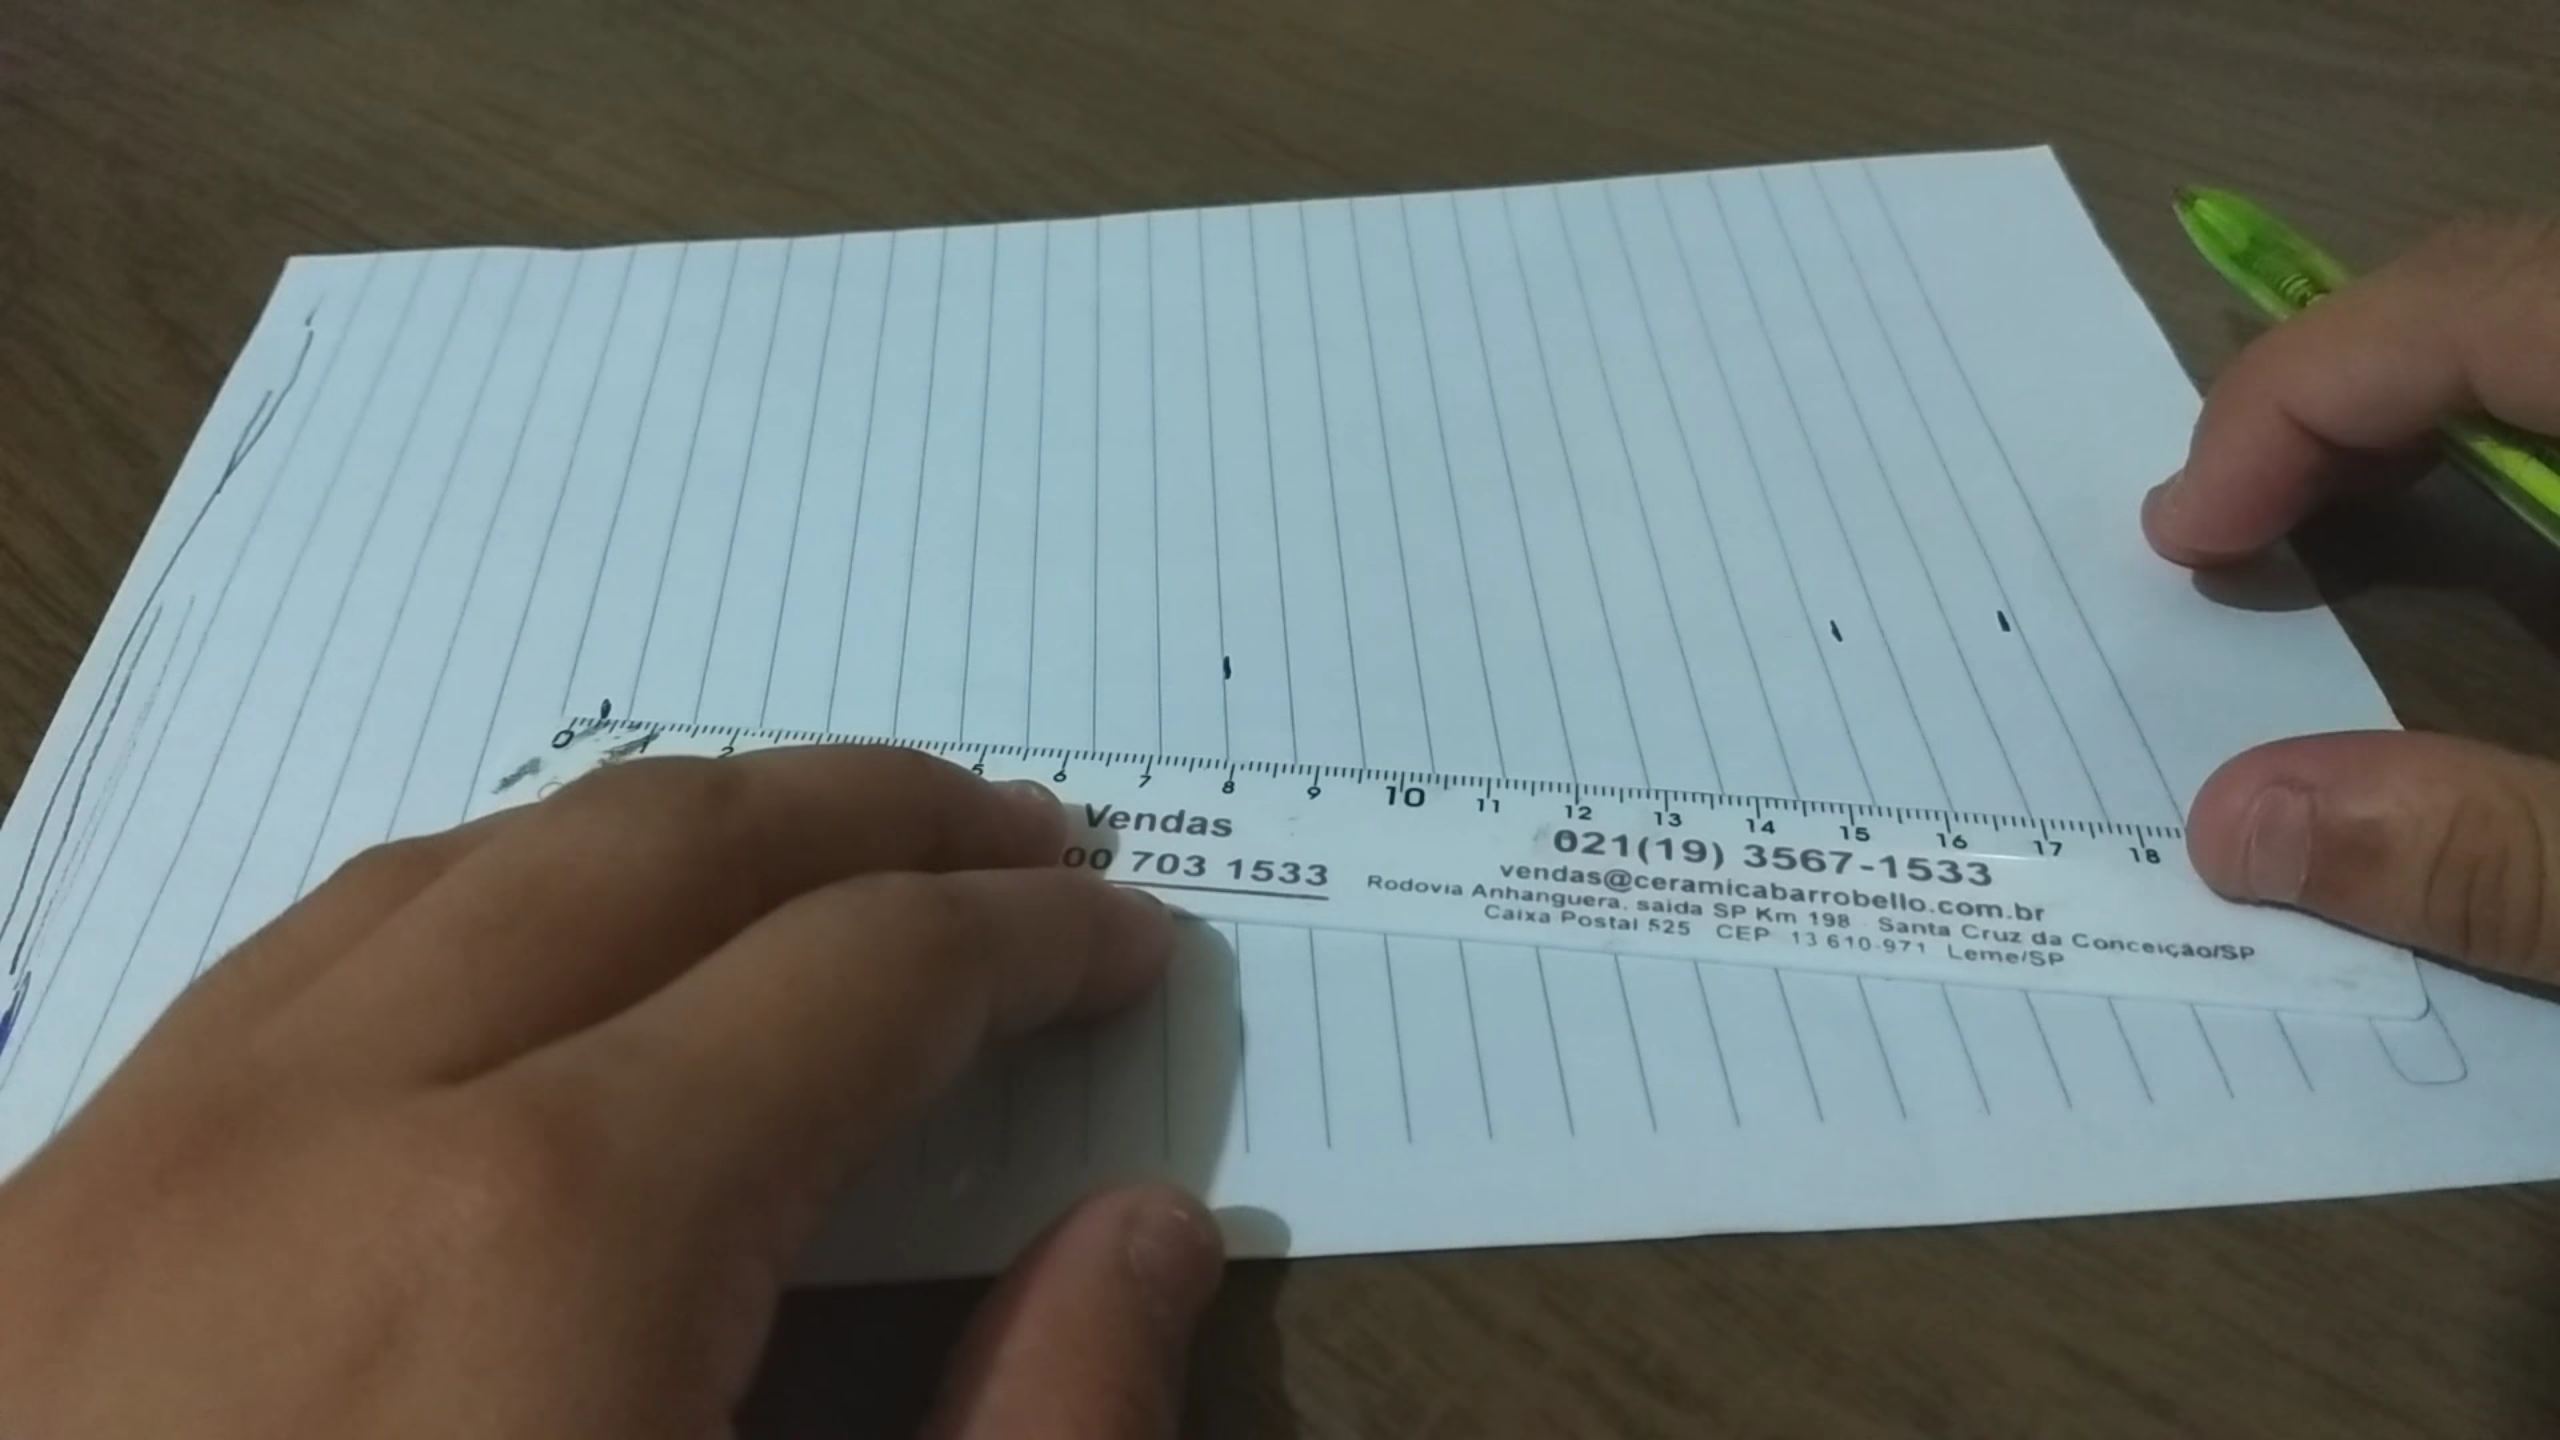 0 1 2 5 6 7 8 9 10 11 12 13 14 15 16 17 18
Vendas
00 703 1533
021(19) 3567-1533
vendas@ceramicabarrobello.com.br
Rodovia Anhanguera, saida SP Km 198 Santa Cruz da Conceição/SP
Caixa Postal 525 CEP 13 610-971 Leme/SP